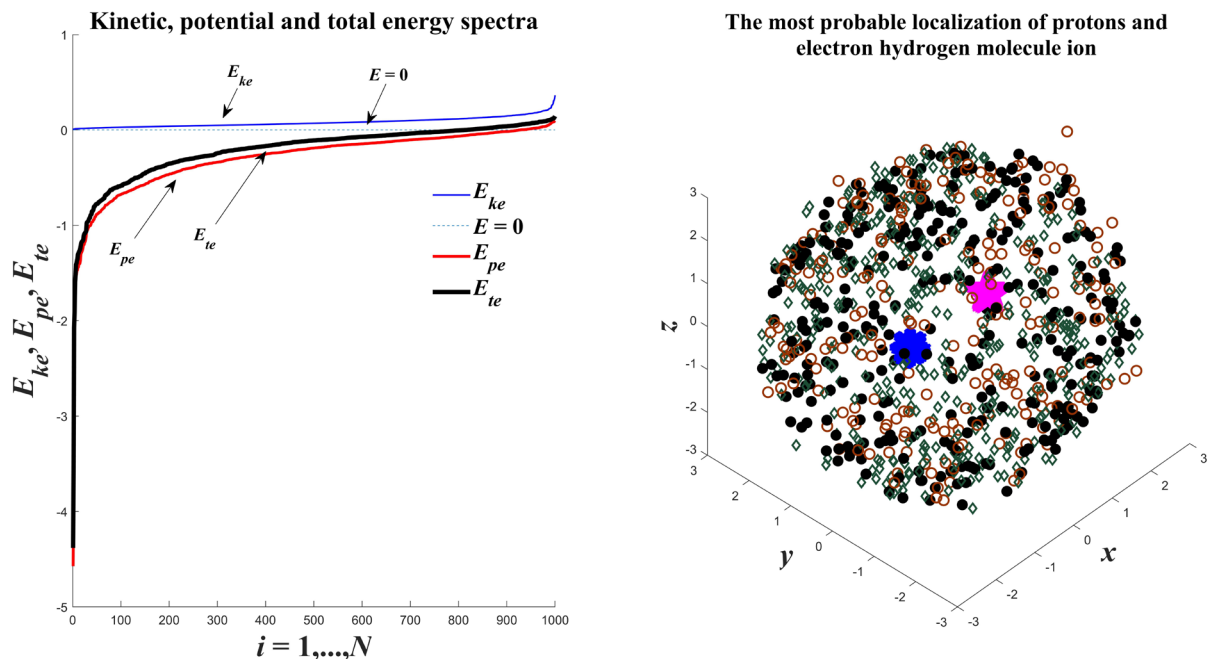 Kinetic, potential and total energy spectra
1
0
-1
-2
-3
-4
-5
0 100 200 300 400 500 600 700 800 900 1000
E_ke, E_pe, E_te
i = 1,...,N
E_ke
E = 0
E_pe
E_te
E_ke
E = 0
E_pe
E_te
The most probable localization of protons and
electron hydrogen molecule ion
3
2
1
0
-1
-2
-3
z
3
2
1
0
-1
-2
-3
y
-3
-2
-1
0
1
2
3
x